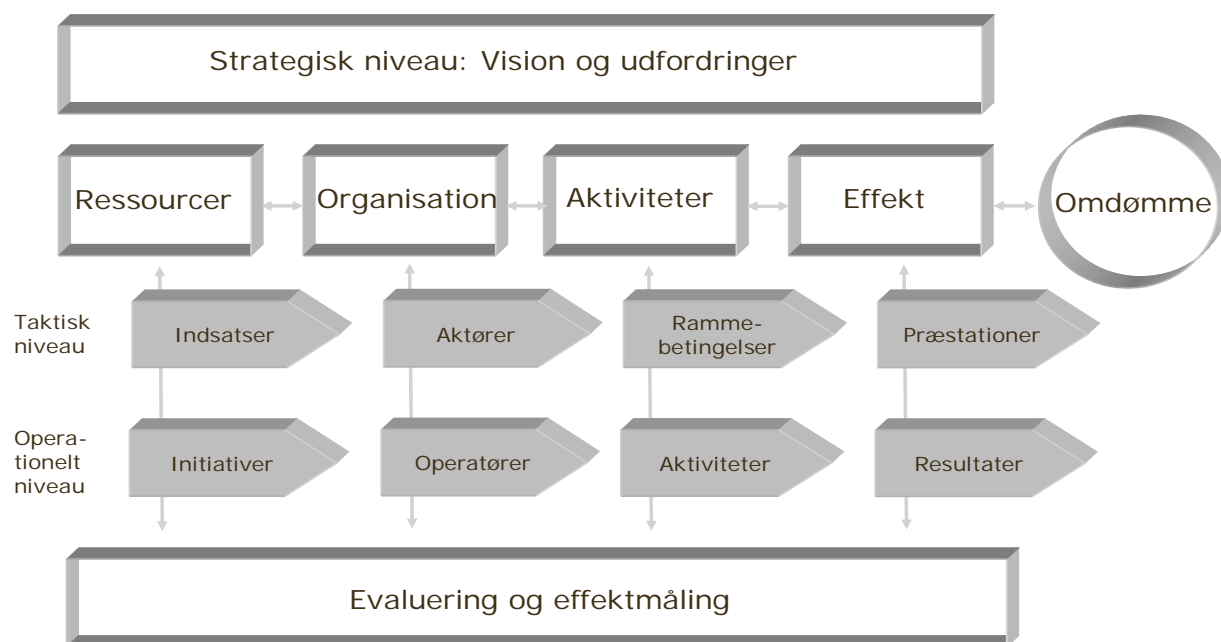 Strategisk niveau: Vision og udfordringer
Ressourcer
Organisation
Aktiviteter
Effekt
Omdømme
Taktisk
niveau
Indsatser
Aktører
Ramme-
betingelser
Præstationer
Opera-
tionelt
niveau
Initiativer
Operatører
Aktiviteter
Resultater
Evaluering og effektmåling